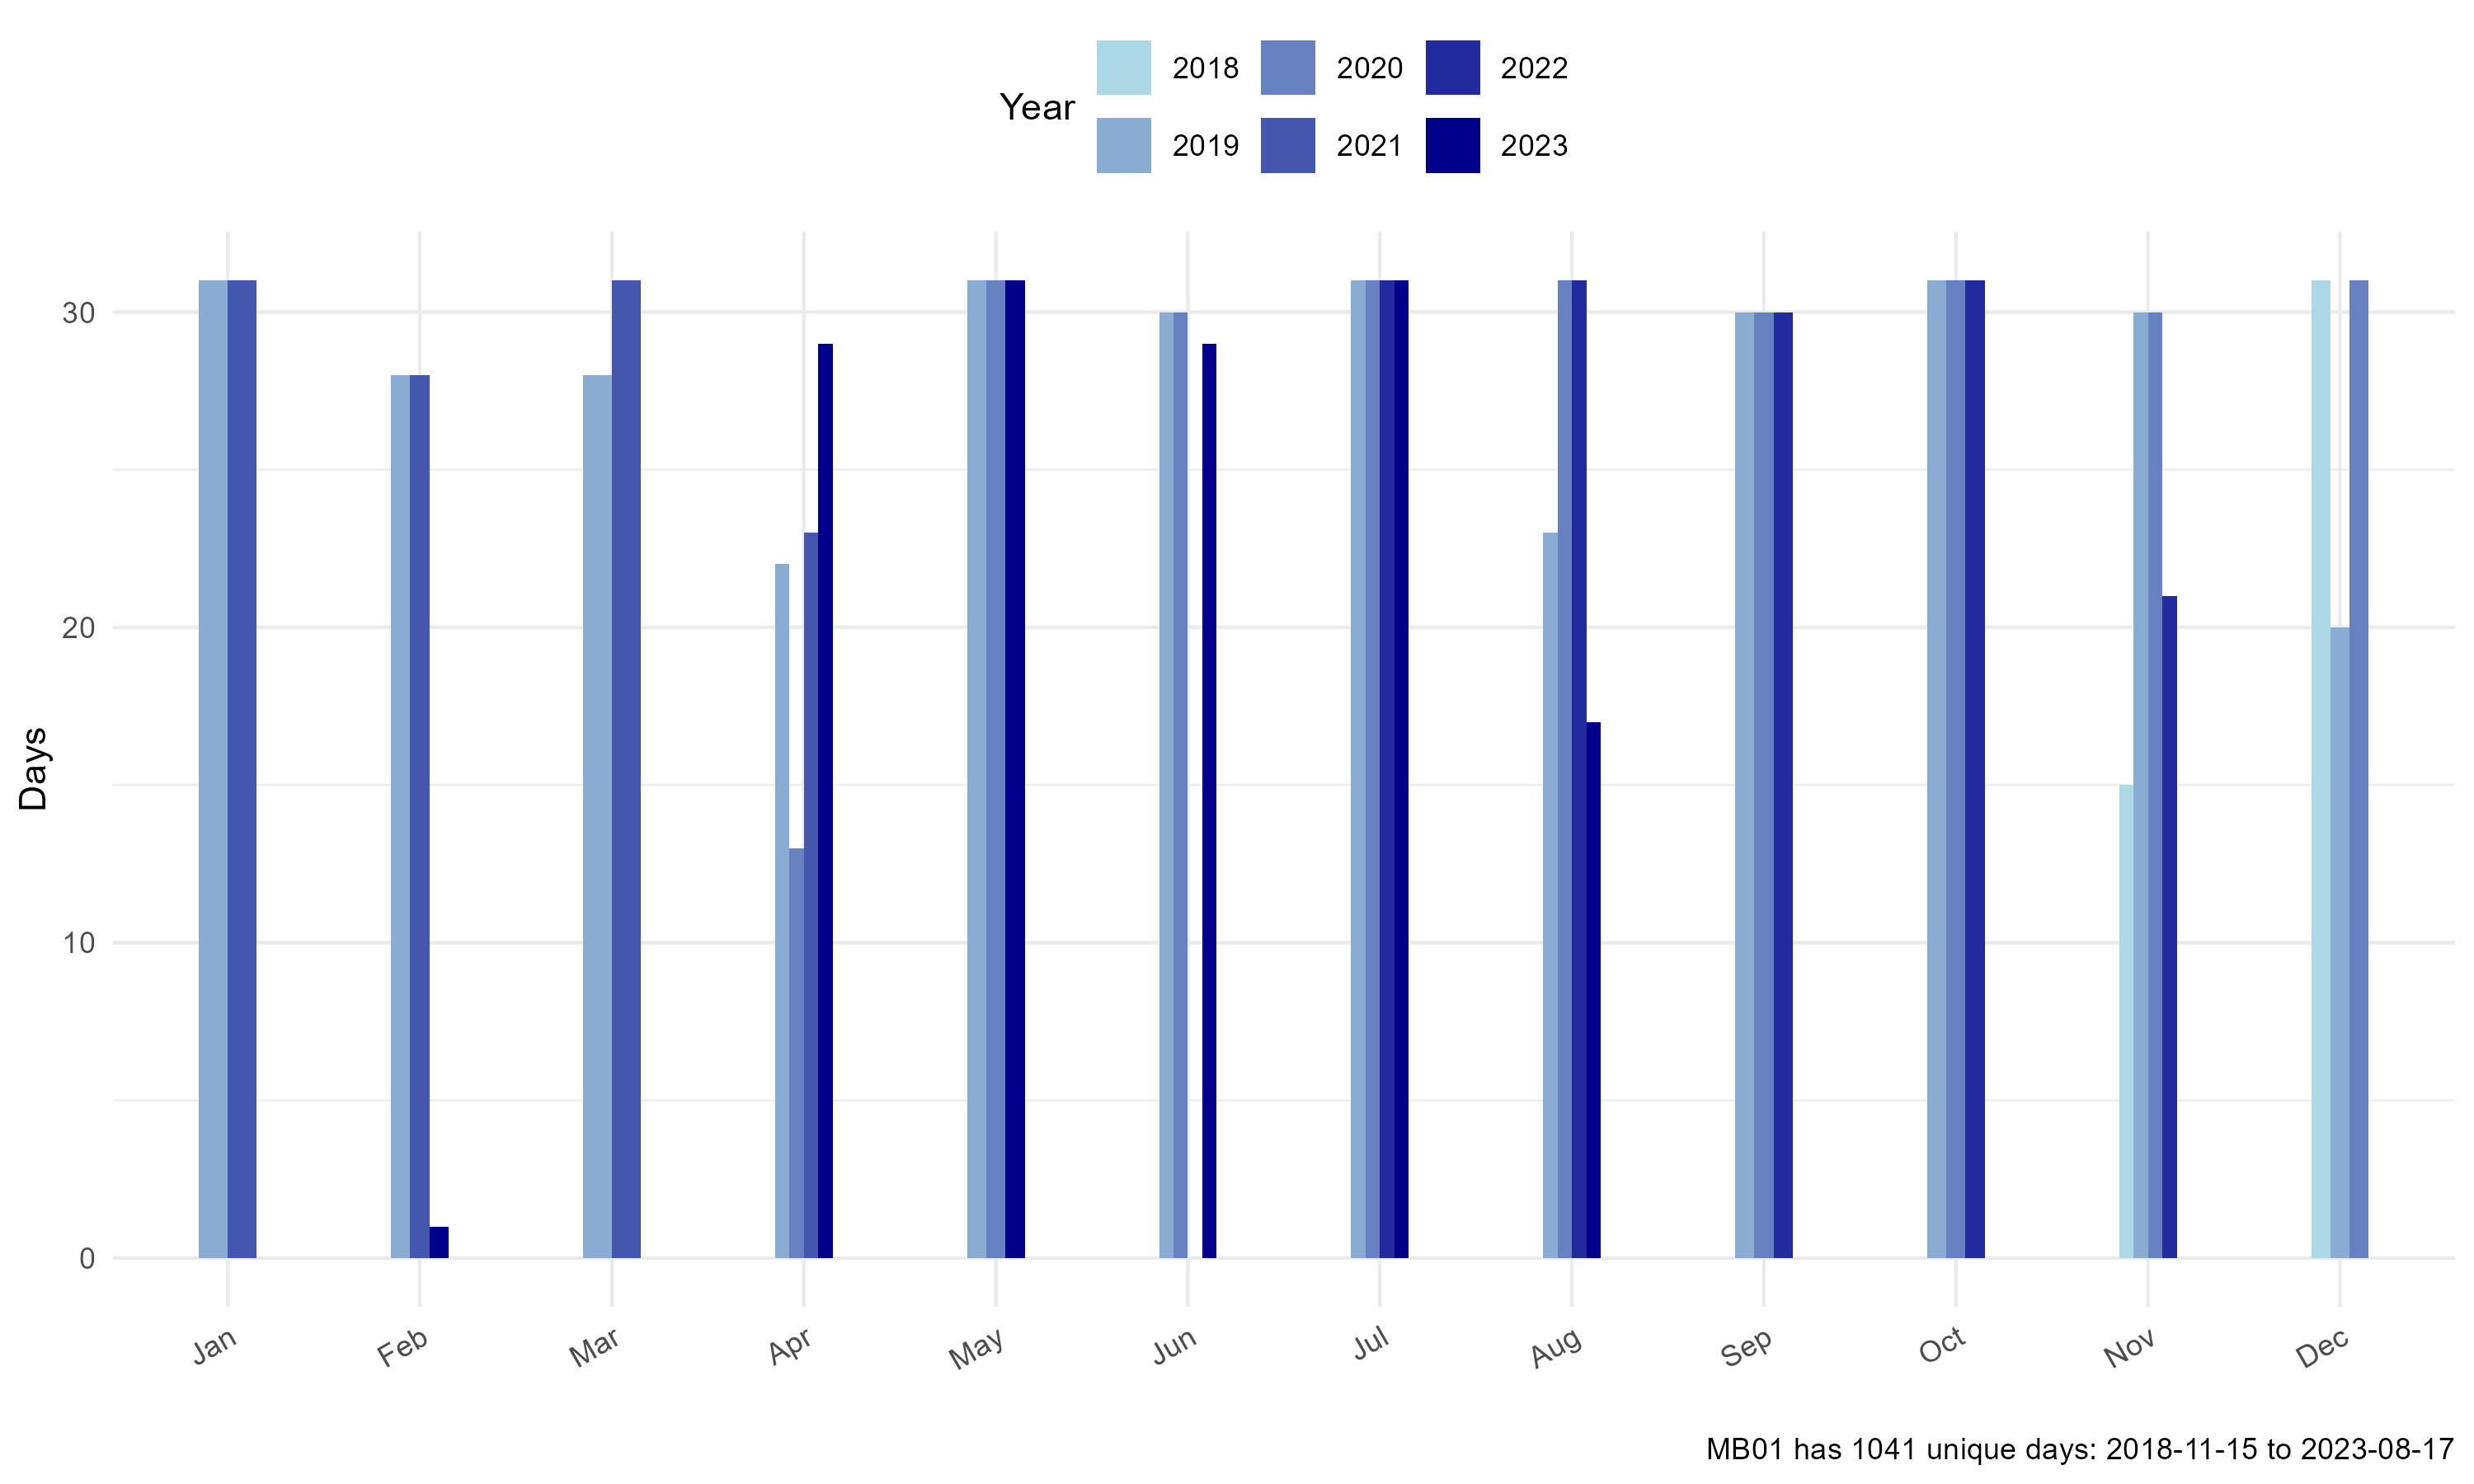 Year
2018 2020 2022
2019 2021 2023
Days
30
20
10
0
Jan Feb Mar Apr May Jun Jul Aug Sep Oct Nov Dec
MB01 has 1041 unique days: 2018-11-15 to 2023-08-17